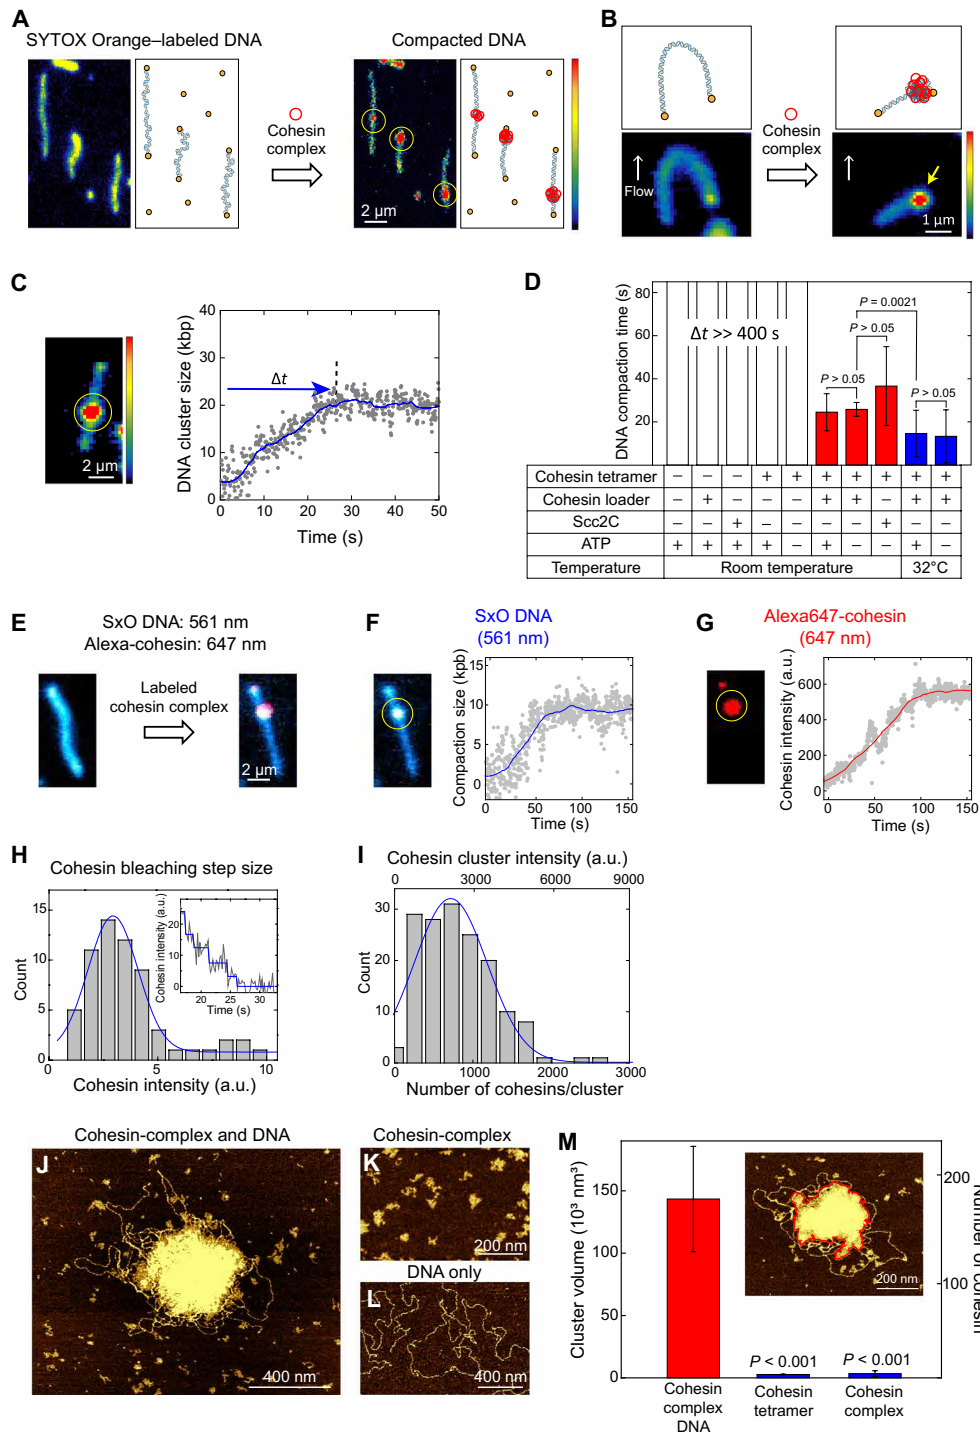 A
SYTOX Orange–labeled DNA
Compacted DNA
Cohesin
complex
2 µm
B
Cohesin
complex
Flow
1 µm
C
2 µm
DNA cluster size (kbp)
40
30
20
10
0
Δt
0 10 20 30 40 50
Time (s)
D
DNA compaction time (s)
80
60
40
20
Δt >> 400 s
P = 0.0021
P > 0.05
P > 0.05
P > 0.05
Cohesin tetramer – – – + + + + + + +
Cohesin loader – + – – – + + – + +
Scc2C – – + – – – – + – –
ATP + + + + – + – – + –
Temperature Room temperature 32°C
E
SxO DNA: 561 nm
Alexa-cohesin: 647 nm
Labeled
cohesin complex
2 µm
F
SxO DNA
(561 nm)
Compaction size (kpb)
15
10
5
0
0 50 100 150
Time (s)
G
Alexa647-cohesin
(647 nm)
Cohesin intensity (a.u.)
600
400
200
0
0 50 100 150
Time (s)
H
Cohesin bleaching step size
Count
15
10
5
0
0 5 10
Cohesin intensity (a.u.)
Cohesin intensity (a.u.)
20
10
0
20 25 30
Time (s)
I
Cohesin cluster intensity (a.u.)
0 3000 6000 9000
Count
30
20
10
0
0 1000 2000 3000
Number of cohesins/cluster
Cohesin-complex and DNA
J
400 nm
Cohesin-complex
K
200 nm
DNA only
L
400 nm
M
Cluster volume (10³ nm³)
150
100
50
0
200
100
Number of cohesin
200 nm
P < 0.001
P < 0.001
Cohesin
complex
DNA
Cohesin
tetramer
Cohesin
complex